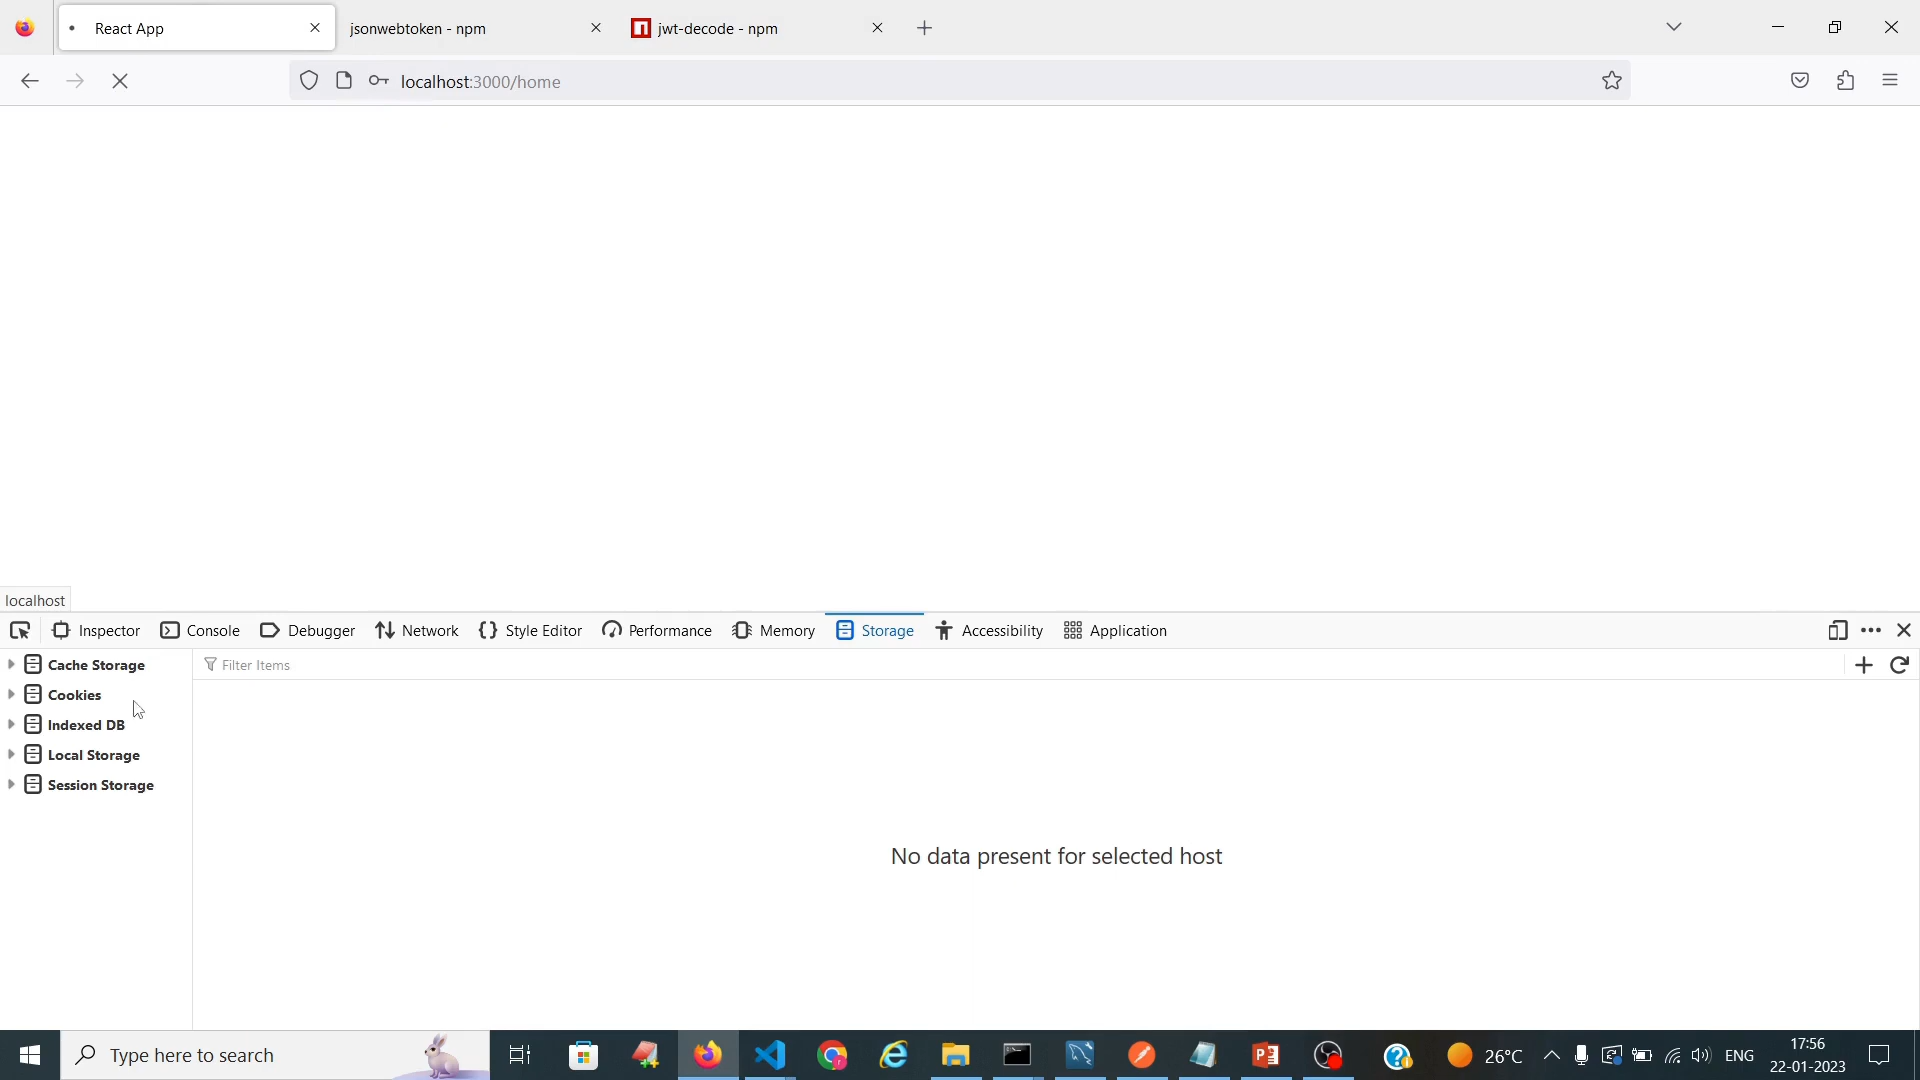 React App
jsonwebtoken - npm
jwt-decode - npm
localhost:3000/home
localhost
Inspector
Console
Debugger
Network
Style Editor
Performance
Memory
Storage
Accessibility
Application
Cache Storage
Filter Items
Cookies
Indexed DB
Local Storage
Session Storage
No data present for selected host
Type here to search
26°C
ENG
17:56
22-01-2023